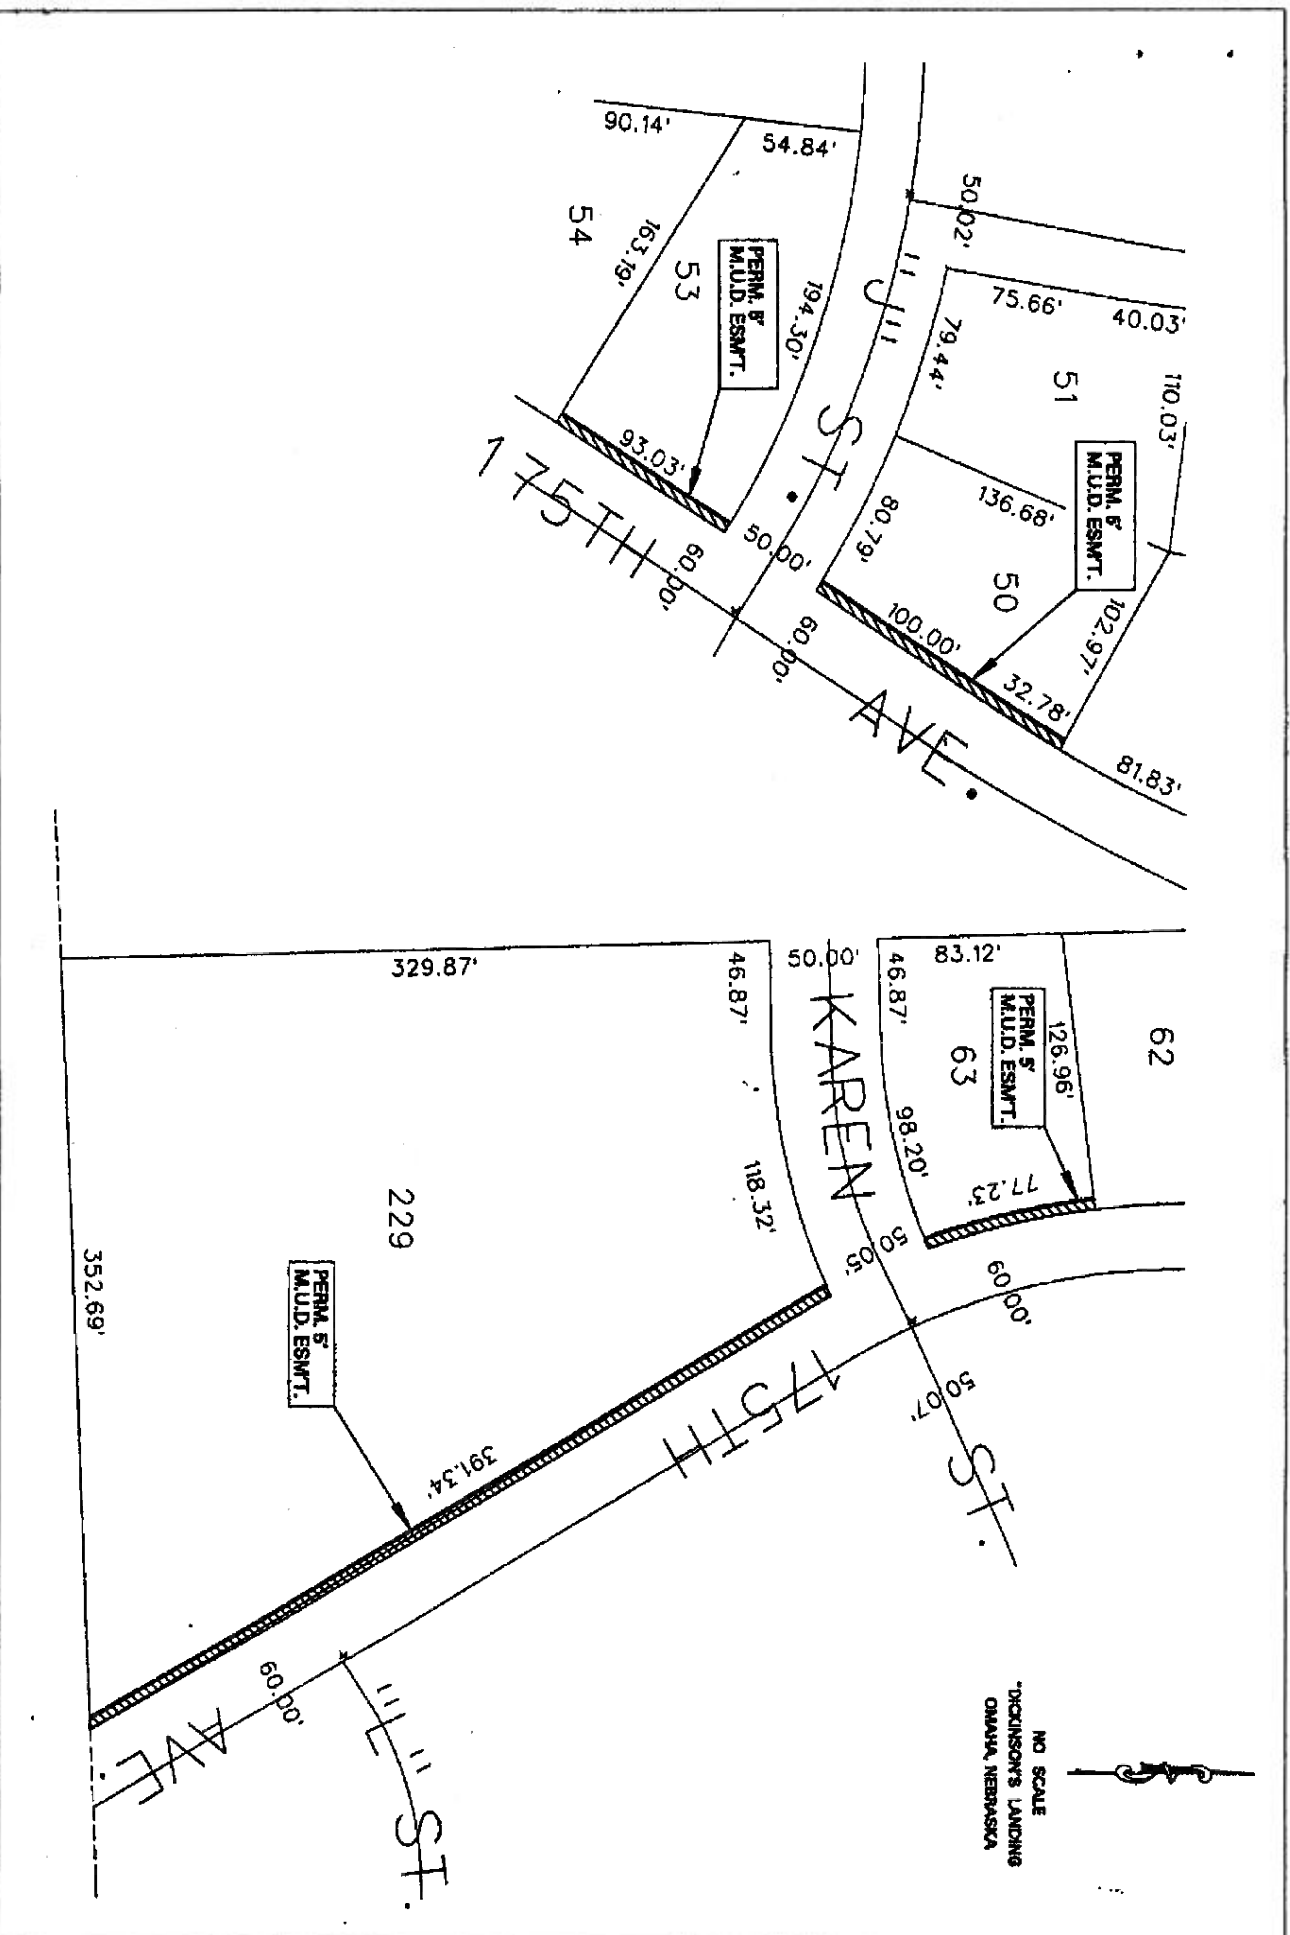 NO SCALE
"DICKINSON'S LANDING
OMAHA, NEBRASKA
110.03'
40.03'
75.66'
51
PERM. 5'
M.U.D. ESM'T.
136.68'
50
102.97'
50.02'
79.44'
80.79'
100.00'
32.78'
81.83'
"J" ST.
90.14'
54.84'
194.30'
PERM.
M.U.D. ESM'T.
53
163.19'
54
93.03'
50.00'
60.00'
60.00'
175TH AVE.
62
83.12'
126.96'
PERM. 5'
M.U.D. ESM'T.
63
77.23'
46.87'
98.20'
50.00'
KAREN ST.
50.05'
60.00'
50.07'
46.87'
118.32'
329.87'
229
PERM. 5'
M.U.D. ESM'T.
391.34'
352.69'
175TH AVE.
60.00'
"L" ST.